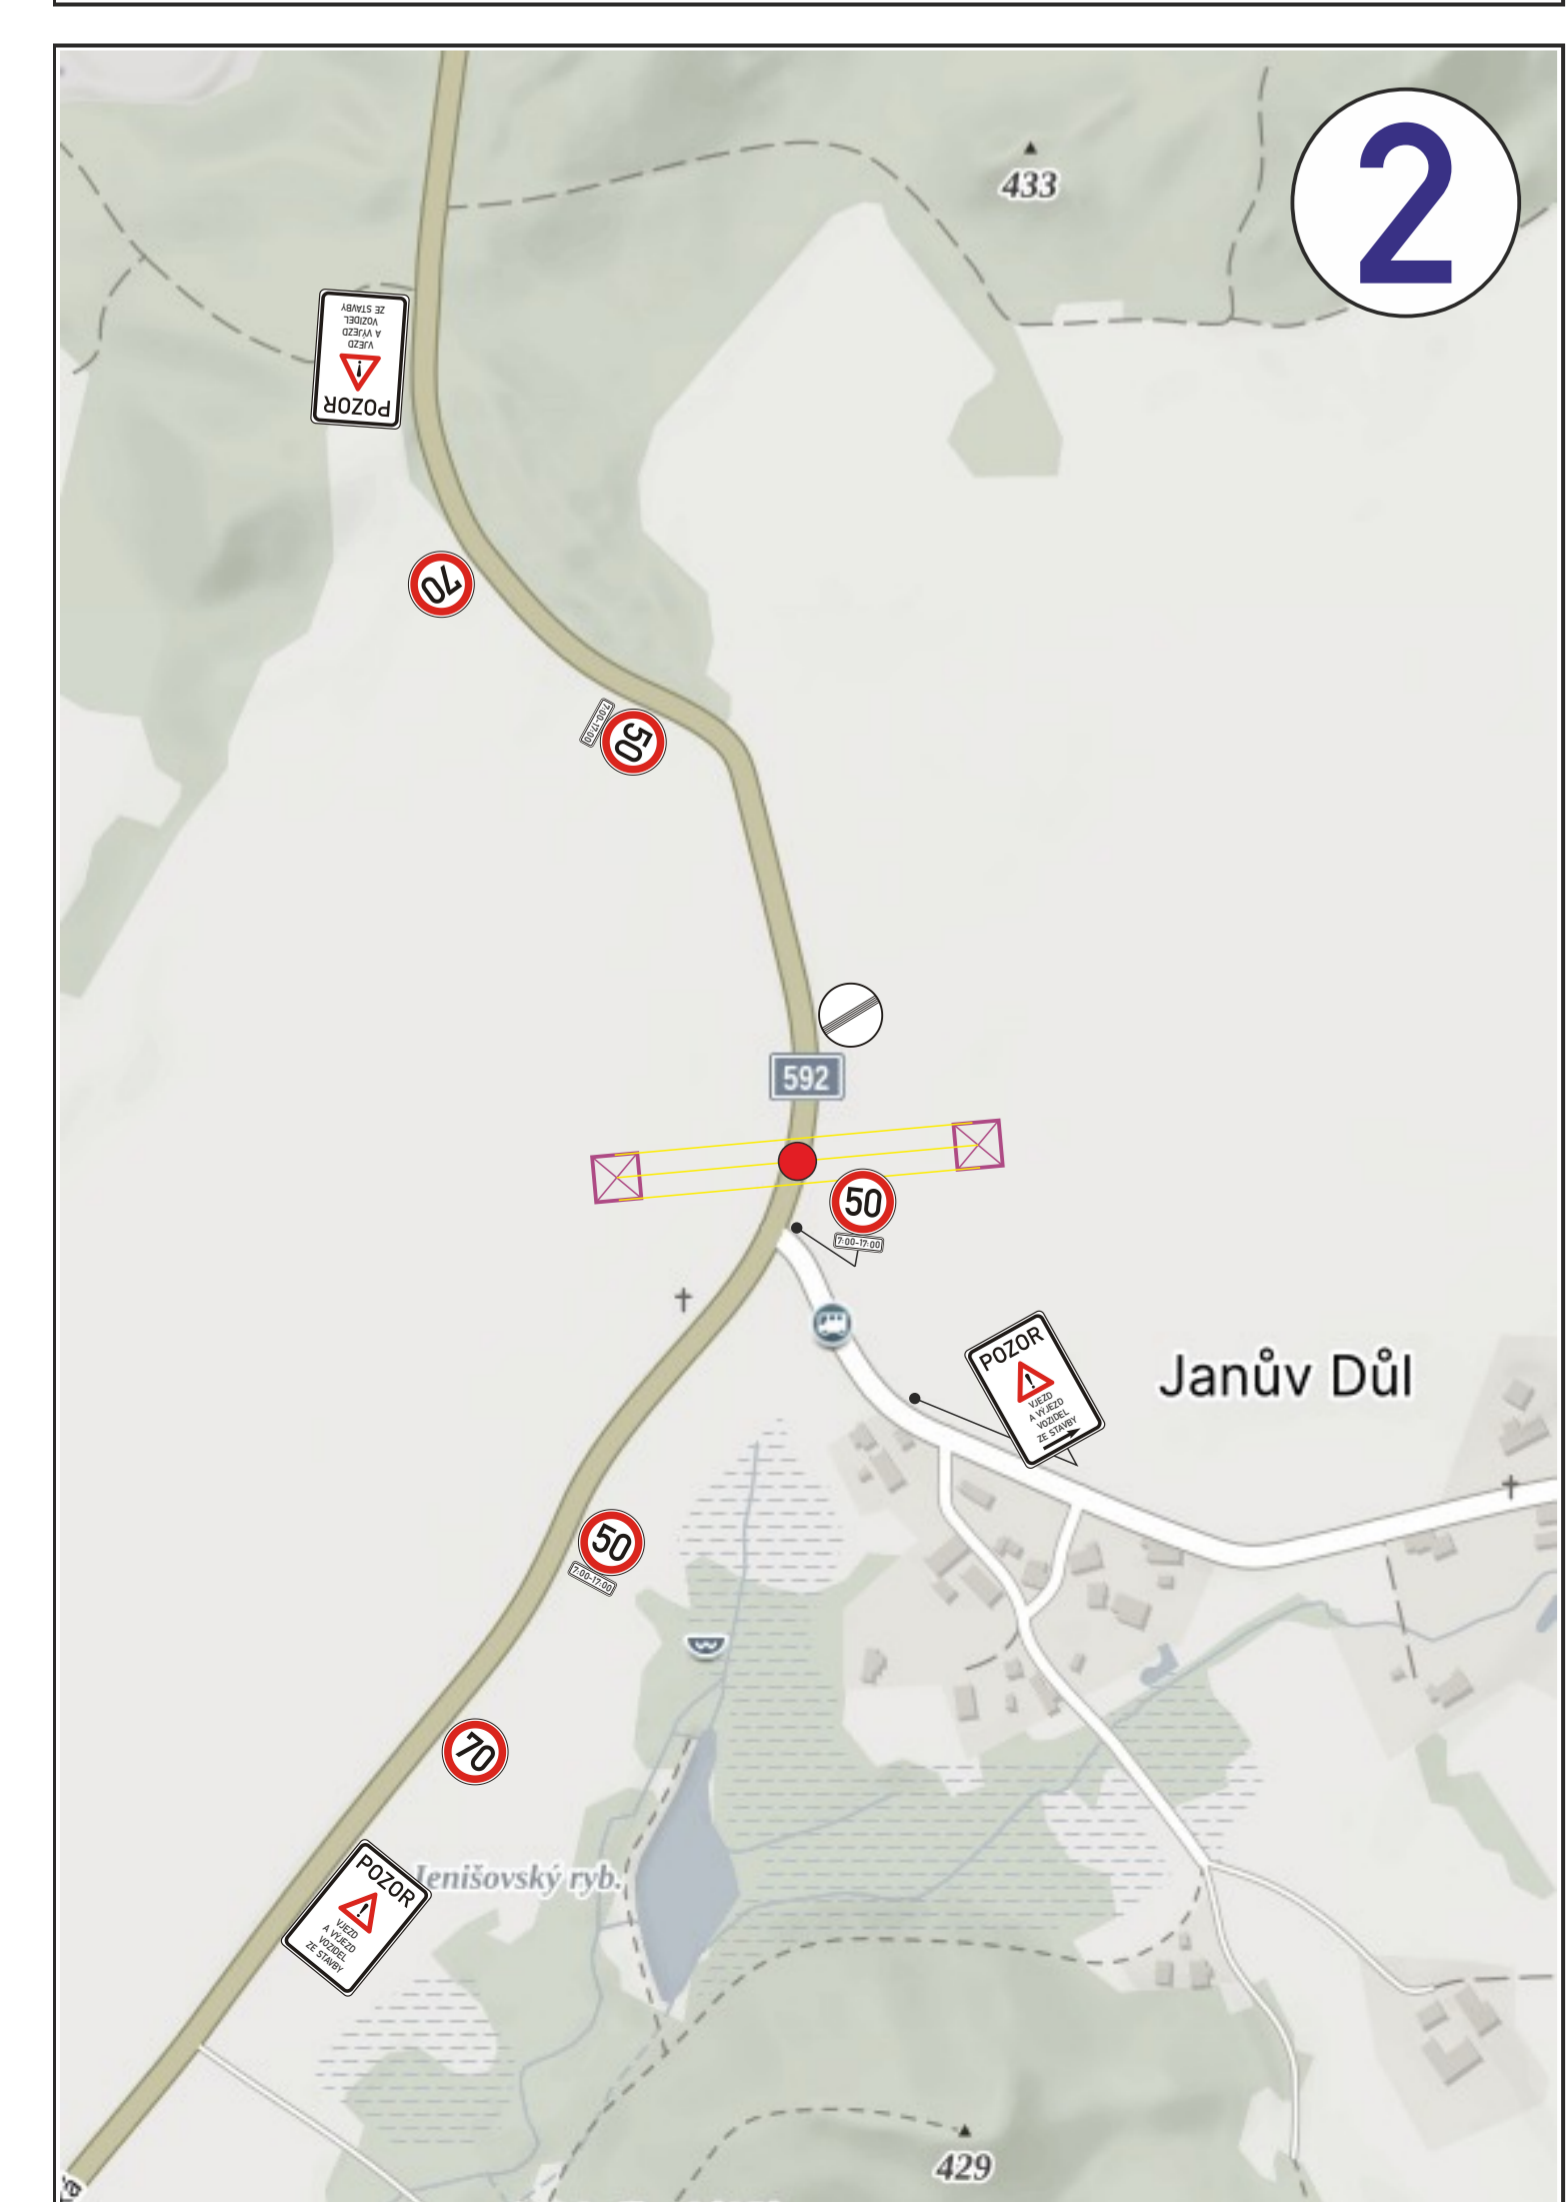 2
433
POZOR
VJEZD
A VÝJEZD
VOZIDEL
ZE STAVBY
70
50
7:00-17:00
592
50
7:00-17:00
POZOR
VJEZD
A VÝJEZD
VOZIDEL
ZE STAVBY
Janův Důl
50
7:00-17:00
70
POZOR
VJEZD
A VÝJEZD
VOZIDEL
ZE STAVBY
Jenišovský ryb.
429